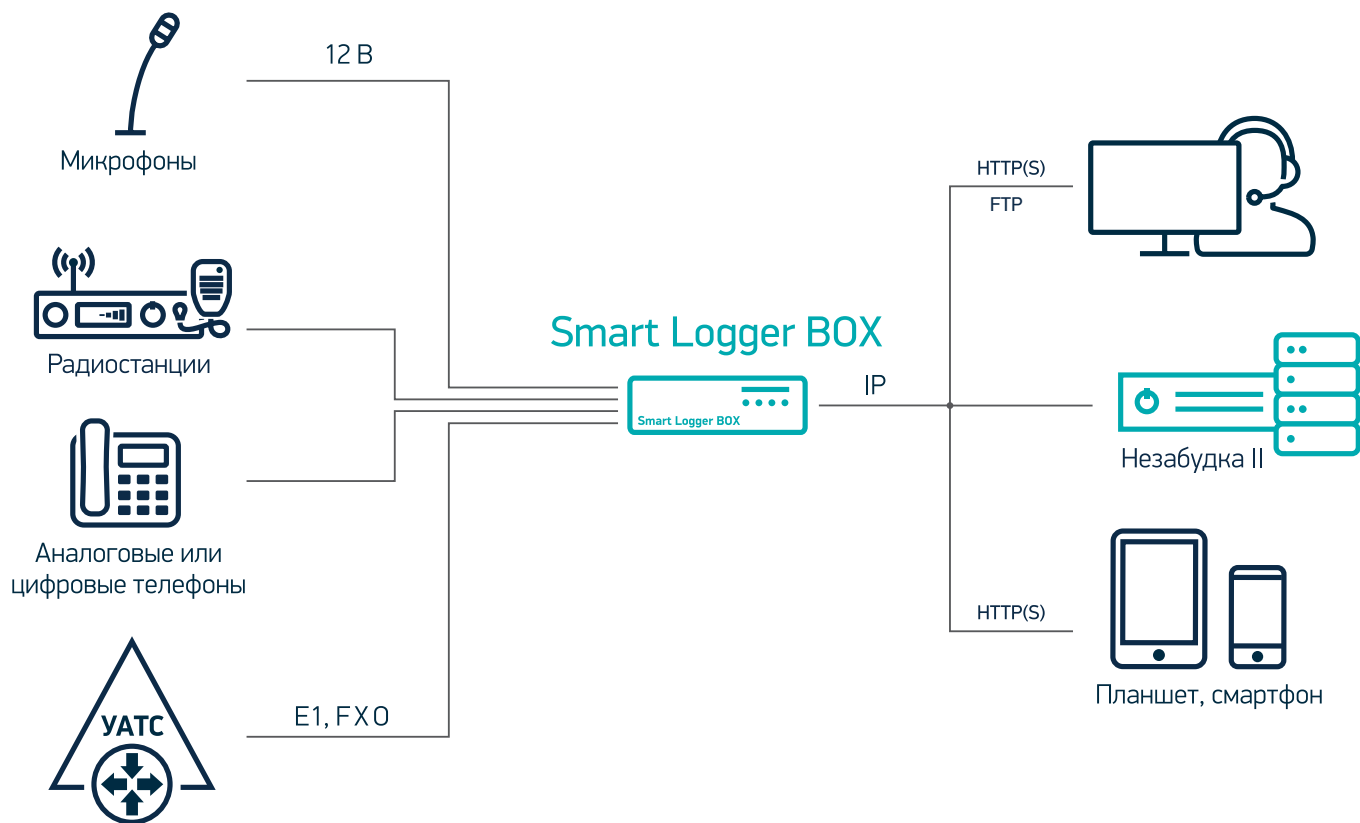 12 В
Микрофоны
Радиостанции
Аналоговые или
цифровые телефоны
УАТС
E1, FXO
Smart Logger BOX
Smart Logger BOX
IP
HTTP(S)
FTP
Незабудка II
HTTP(S)
Планшет, смартфон